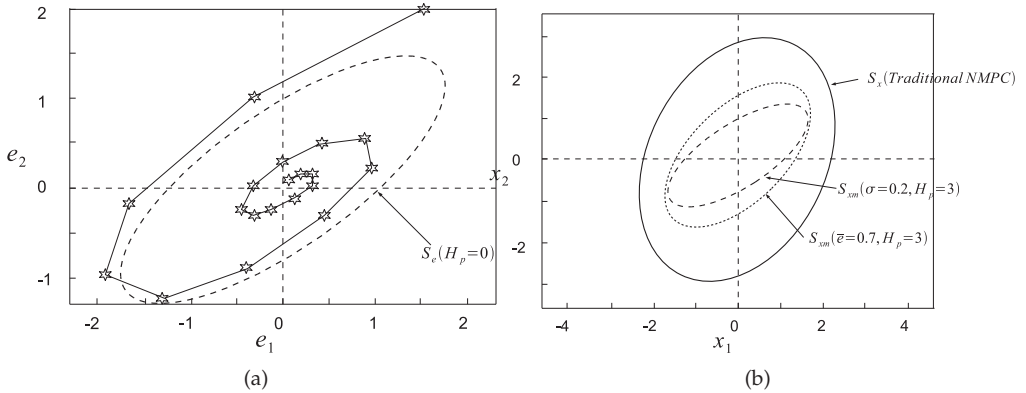 2
1
0
-1
-2
-1
0
1
2
e2
e1
Se(Hp=0)
(a)
2
0
-2
-4
-2
0
2
4
x2
x1
Sx(Traditional NMPC)
Sxm(σ=0.2, Hp=3)
Sxm(e̅=0.7, Hp=3)
(b)